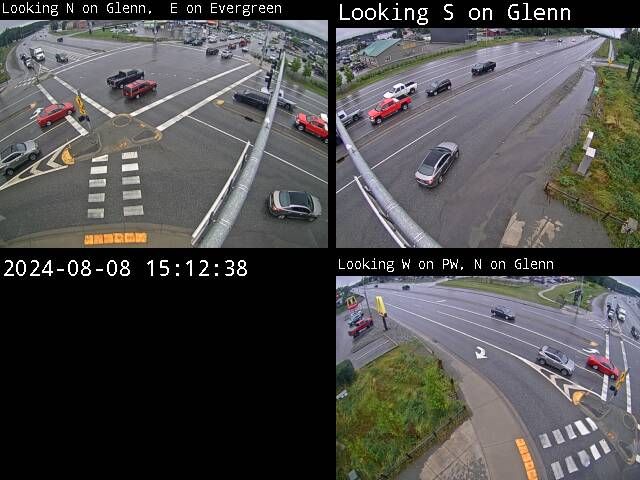 Looking N on Glenn,  E on Evergreen
Looking S on Glenn
2024-08-08 15:12:38
Looking W on PW, N on Glenn